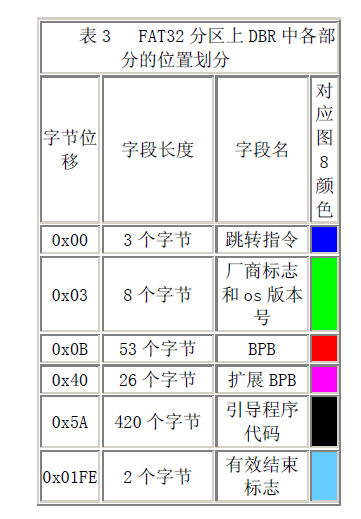 表 3 FAT32 分区上 DBR 中各部
分的位置划分
字节位
移
字段长度
字段名
对
应
图
8
颜
色
0x00
3 个字节
跳转指令
0x03
8 个字节
厂商标志
和 os 版本
号
0x0B
53 个字节
BPB
0x40
26 个字节
扩展 BPB
0x5A
420 个字节
引导程序
代码
0x01FE
2 个字节
有效结束
标志